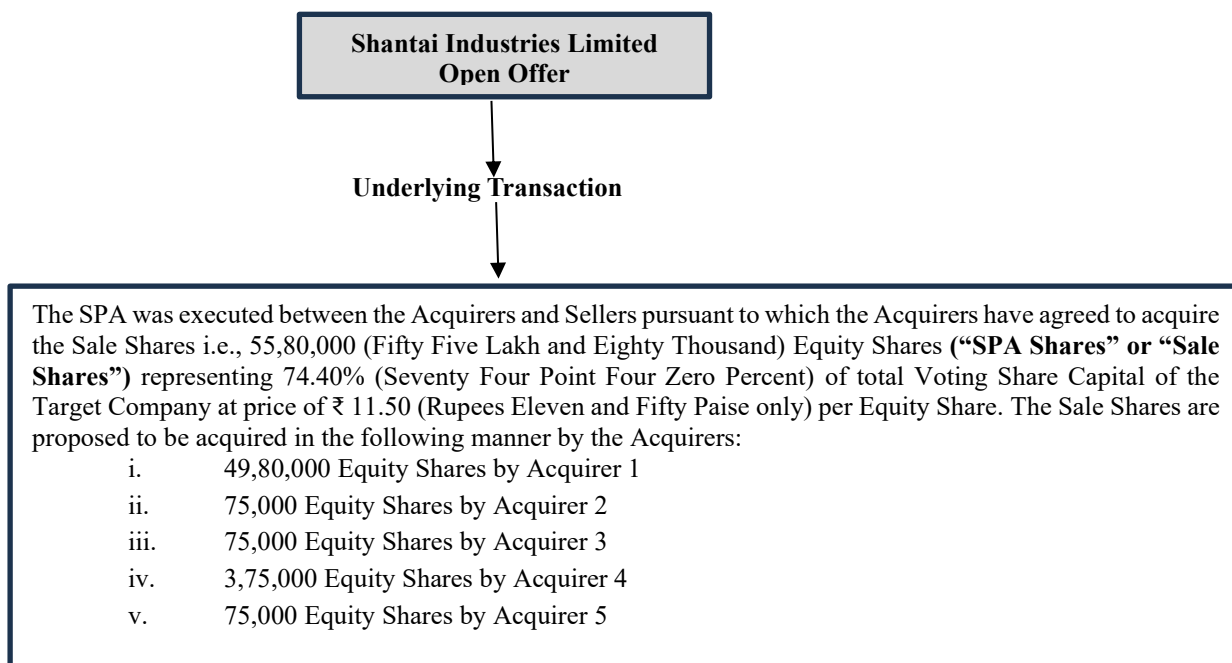 Shantai Industries Limited
Open Offer
Underlying Transaction
The SPA was executed between the Acquirers and Sellers pursuant to which the Acquirers have agreed to acquire
the Sale Shares i.e., 55,80,000 (Fifty Five Lakh and Eighty Thousand) Equity Shares (“SPA Shares” or “Sale
Shares”) representing 74.40% (Seventy Four Point Four Zero Percent) of total Voting Share Capital of the
Target Company at price of ₹ 11.50 (Rupees Eleven and Fifty Paise only) per Equity Share. The Sale Shares are
proposed to be acquired in the following manner by the Acquirers:
i. 49,80,000 Equity Shares by Acquirer 1
ii. 75,000 Equity Shares by Acquirer 2
iii. 75,000 Equity Shares by Acquirer 3
iv. 3,75,000 Equity Shares by Acquirer 4
v. 75,000 Equity Shares by Acquirer 5